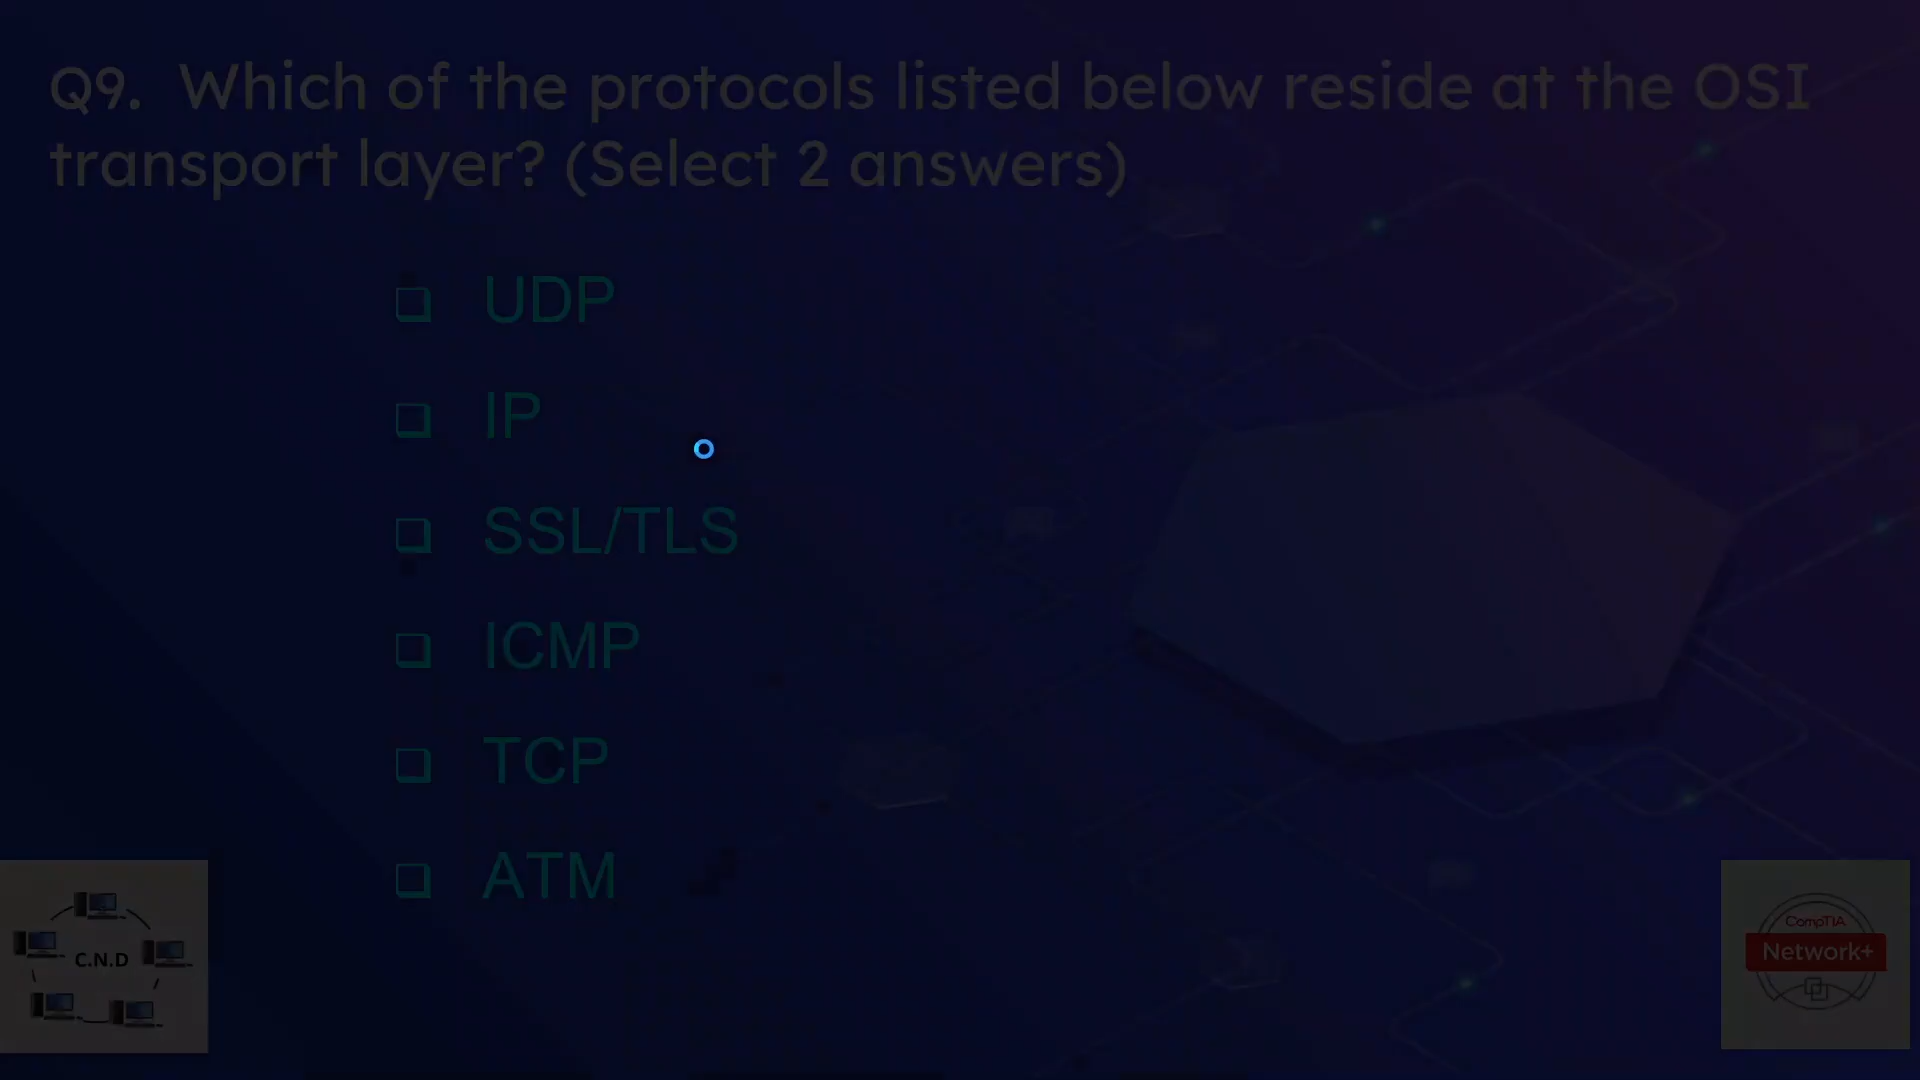 Q9. Which of the protocols listed below reside at the OSI
transport layer? (Select 2 answers)
UDP
IP
SSL/TLS
ICMP
TCP
ATM
C.N.D
CompTIA
Network+